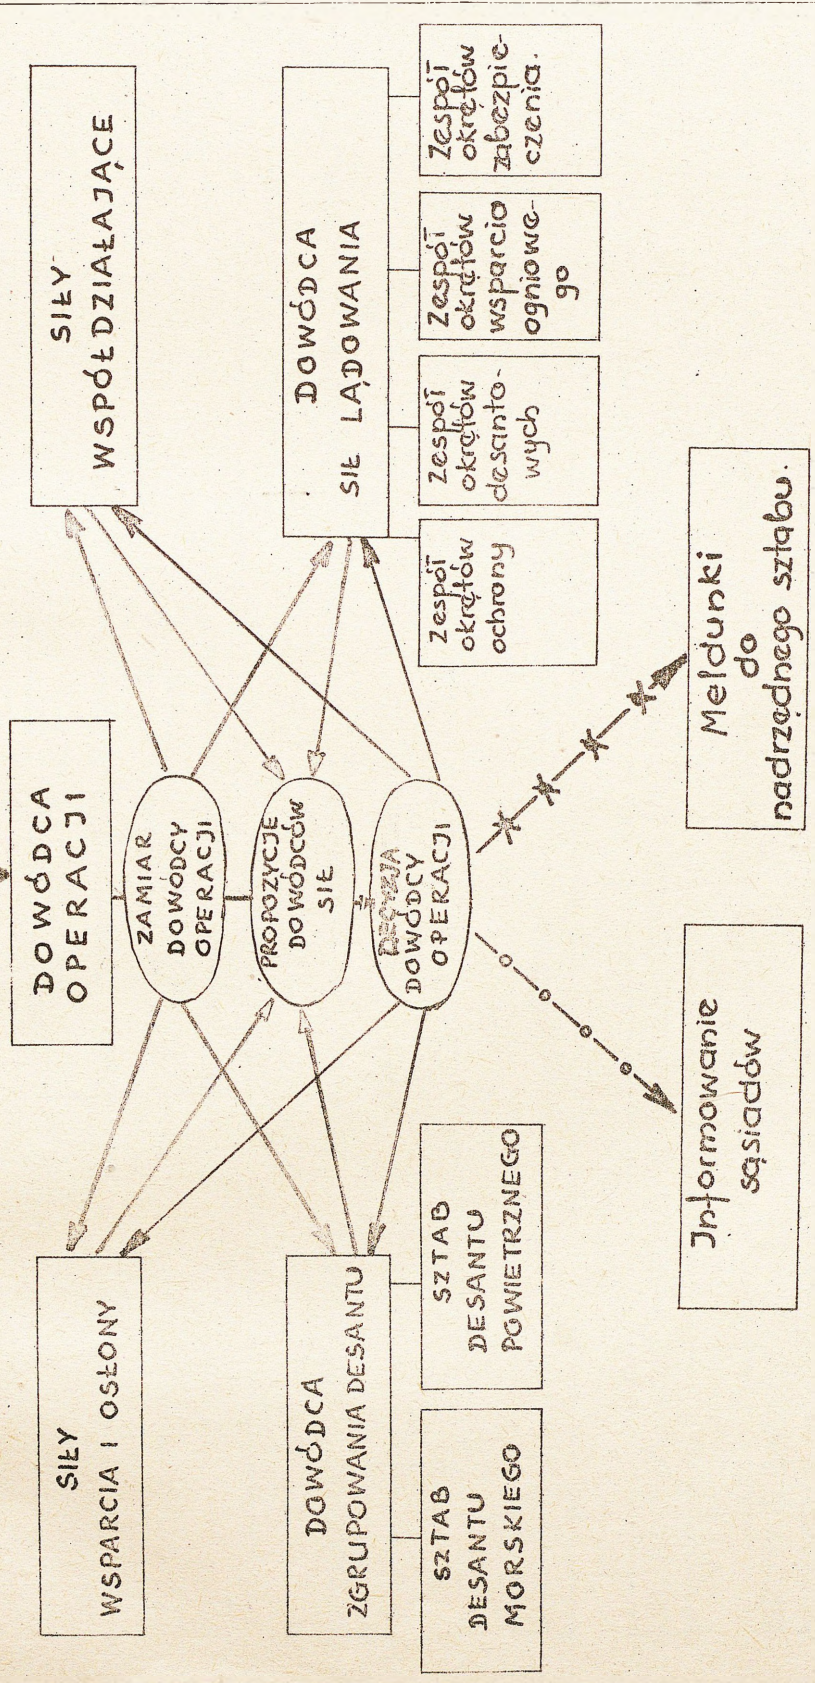 DOWÓDCA
OPERACJI
SIŁY
WSPARCIA I OSŁONY
ZAMIAR
DOWÓDCY
OPERACJI
SIŁY
WSPÓŁDZIAŁAJĄCE
PROPOZYCJE
DOWÓDCÓW
SIŁ
DECYZJA
DOWÓDCY
OPERACJI
DOWÓDCA
ZGRUPOWANIA DESANTU
DOWÓDCA
SIŁ LĄDOWANIA
SZTAB
DESANTU
MORSKIEGO
SZTAB
DESANTU
POWIETRZNEGO
Zespół
okrętów
ochrony
Zespół
okrętów
desanto-
wych
Zespół
okrętów
wsparcia
ogniowe-
go
Zespół
okrętów
zabezpie-
czenia.
Informowanie
sąsiadów
Meldunki
do
nadrzędnego sztabu.